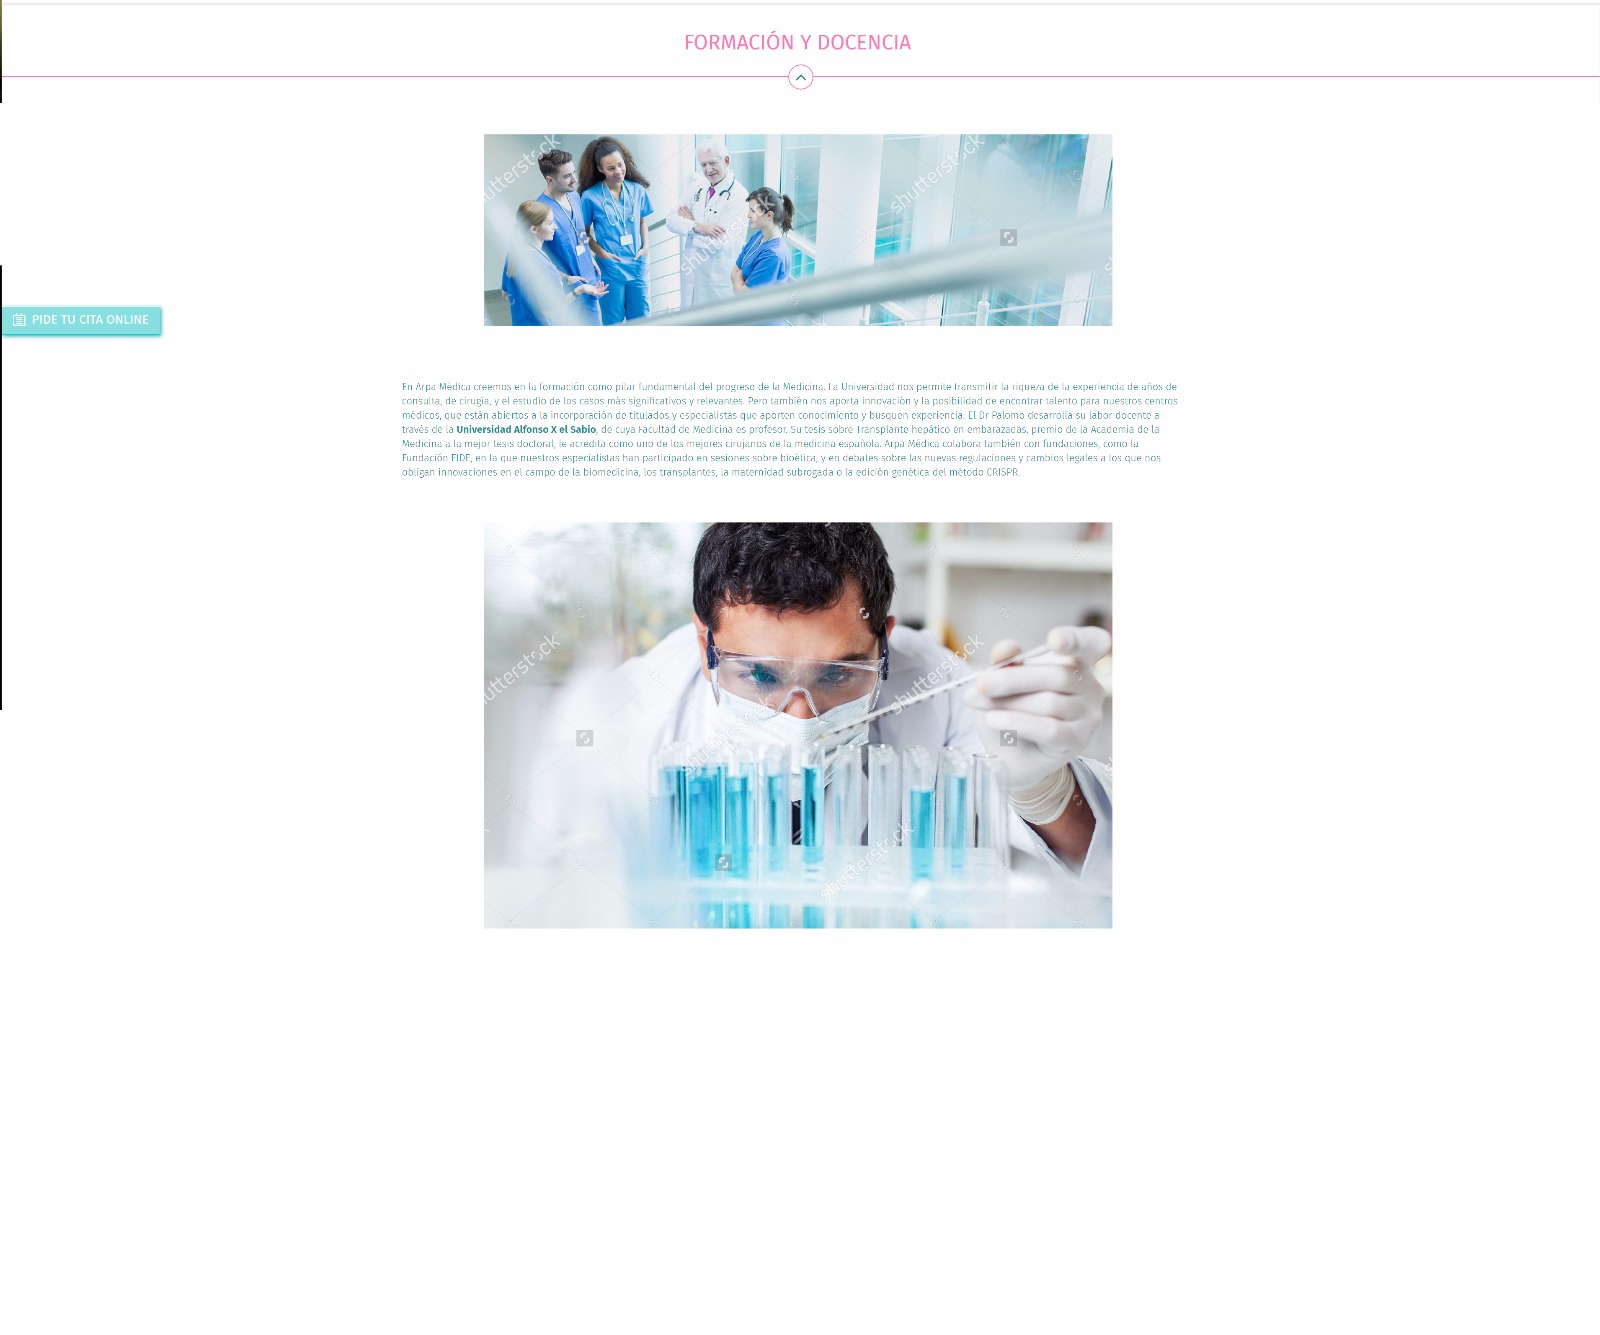 FORMACIÓN Y DOCENCIA
shutterstock
shutterstock
shutterstock
PIDE TU CITA ONLINE
En Arpa Médica creemos en la formación como pilar fundamental del progreso de la Medicina. La Universidad nos permite transmitir la riqueza de la experiencia de años de
consulta, de cirugía, y el estudio de los casos más significativos y relevantes. Pero también nos aporta innovación y la posibilidad de encontrar talento para nuestros centros
médicos, que están abiertos a la incorporación de titulados y especialistas que aporten conocimiento y busquen experiencia. El Dr Palomo desarrolla su labor docente a
través de la Universidad Alfonso X el Sabio, de cuya Facultad de Medicina es profesor. Su tesis sobre Transplante hepático en embarazadas, premio de la Academia de la
Medicina a la mejor tesis doctoral, le acredita como uno de los mejores cirujanos de la medicina española. Arpa Médica colabora también con fundaciones, como la
Fundación FIDE, en la que nuestros especialistas han participado en sesiones sobre bioética, y en debates sobre las nuevas regulaciones y cambios legales a los que nos
obligan innovaciones en el campo de la biomedicina, los transplantes, la maternidad subrogada o la edición genética del método CRISPR.
shutterstock
shutterstock
shutterstock
shutterstock